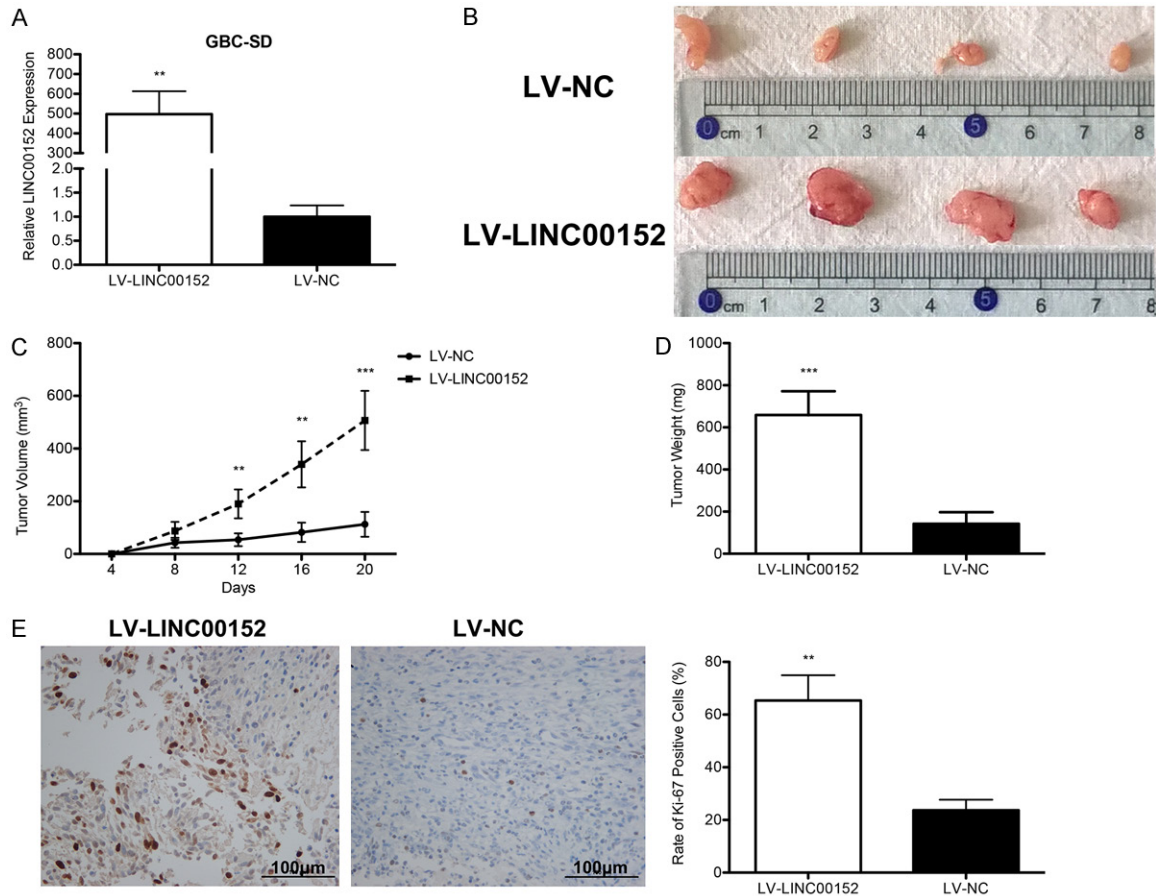 A
GBC-SD
Relative LINC00152 Expression
800
700
600
500
400
300
2.0
1.5
1.0
0.5
0.0
**
LV-LINC00152
LV-NC
B
LV-NC
0 cm 1 2 3 4 5 6 7 8
LV-LINC00152
0 cm 1 2 3 4 5 6 7 8
C
Tumor Volume (mm³)
800
600
400
200
0
**
**
***
4 8 12 16 20
Days
LV-NC
LV-LINC00152
D
Tumor Weight (mg)
1000
800
600
400
200
0
***
LV-LINC00152
LV-NC
E
LV-LINC00152
LV-NC
100μm
100μm
Rate of Ki-67 Positive Cells (%)
80
60
40
20
0
**
LV-LINC00152
LV-NC